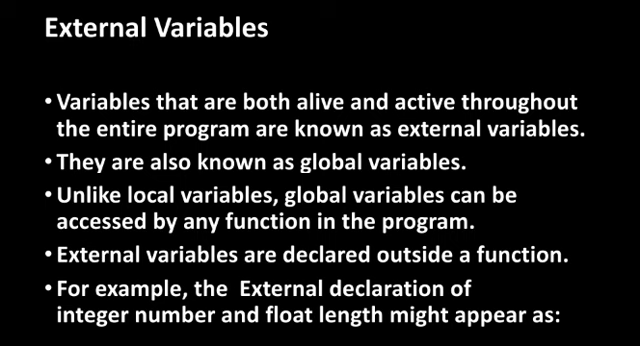 External Variables
• Variables that are both alive and active throughout
the entire program are known as external variables.
• They are also known as global variables.
• Unlike local variables, global variables can be
accessed by any function in the program.
• External variables are declared outside a function.
• For example, the External declaration of
integer number and float length might appear as: